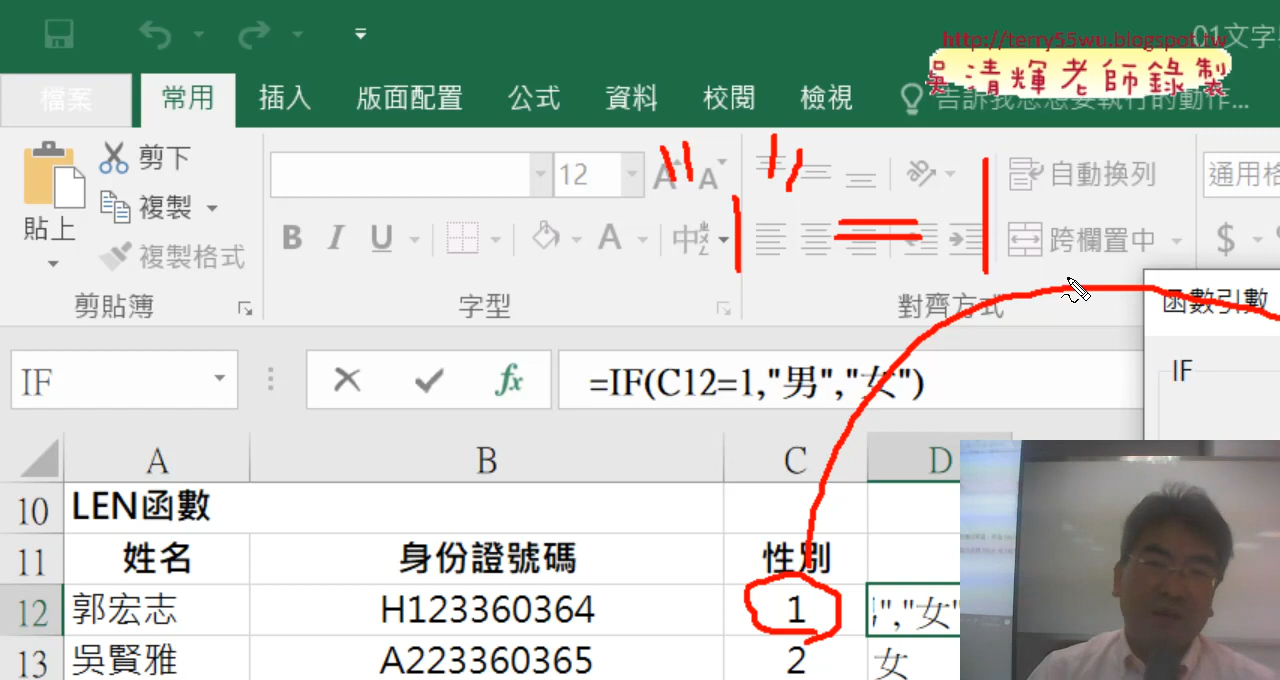 http://terry55wu.blogspot.tw
01文字
吳清輝老師錄製
檔案 常用 插入 版面配置 公式 資料 校閱 檢視 告訴我您想要執行的動作...
貼上
剪下
複製
複製格式
剪貼簿
12
B I U
字型
對齊方式
自動換列
跨欄置中
通用格
$
函數引數
IF
IF
fx
=IF(C12=1,"男","女")
A B C D
10 LEN函數
11 姓名 身份證號碼 性別
12 郭宏志 H123360364 1 ","女"
13 吳賢雅 A223360365 2 女